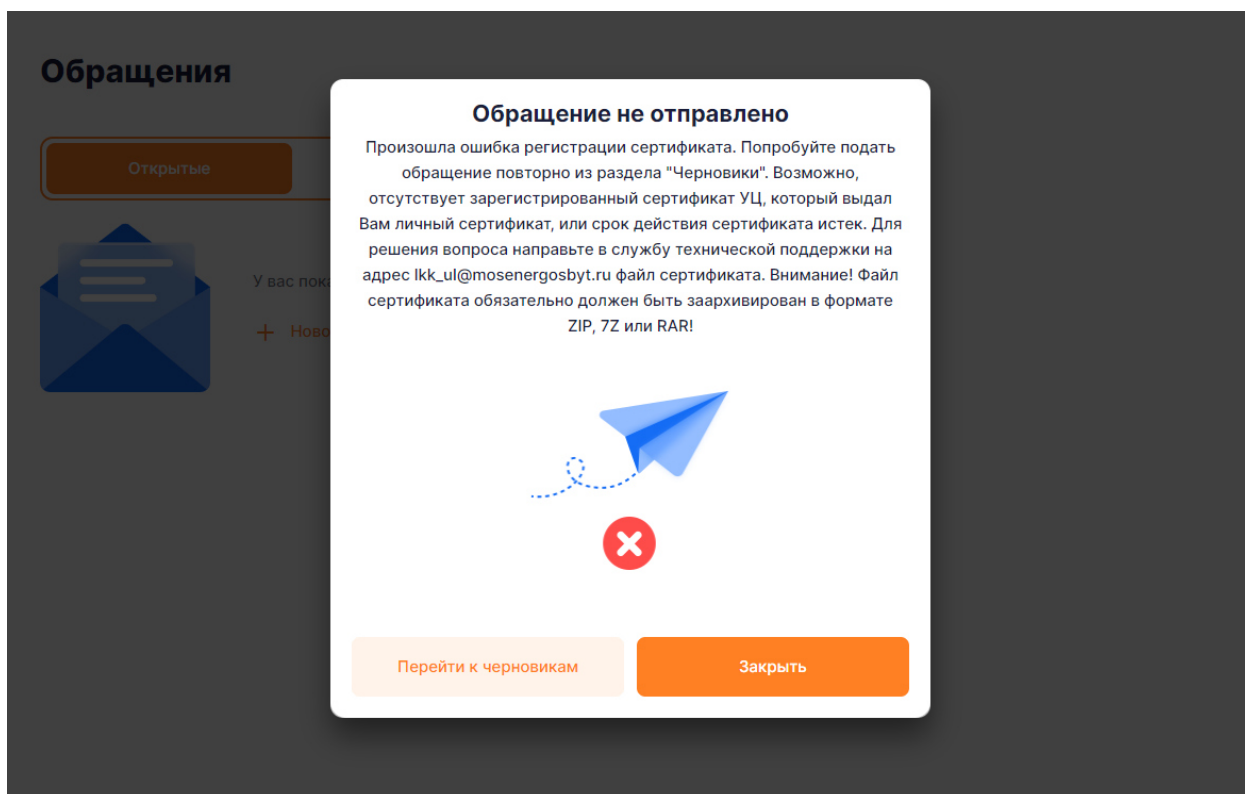 Обращения
Открытые
У вас пока
+ Ново
Обращение не отправлено
Произошла ошибка регистрации сертификата. Попробуйте подать
обращение повторно из раздела "Черновики". Возможно,
отсутствует зарегистрированный сертификат УЦ, который выдал
Вам личный сертификат, или срок действия сертификата истек. Для
решения вопроса направьте в службу технической поддержки на
адрес lkk_ul@mosenergosbyt.ru файл сертификата. Внимание! Файл
сертификата обязательно должен быть заархивирован в формате
ZIP, 7Z или RAR!
Перейти к черновикам
Закрыть